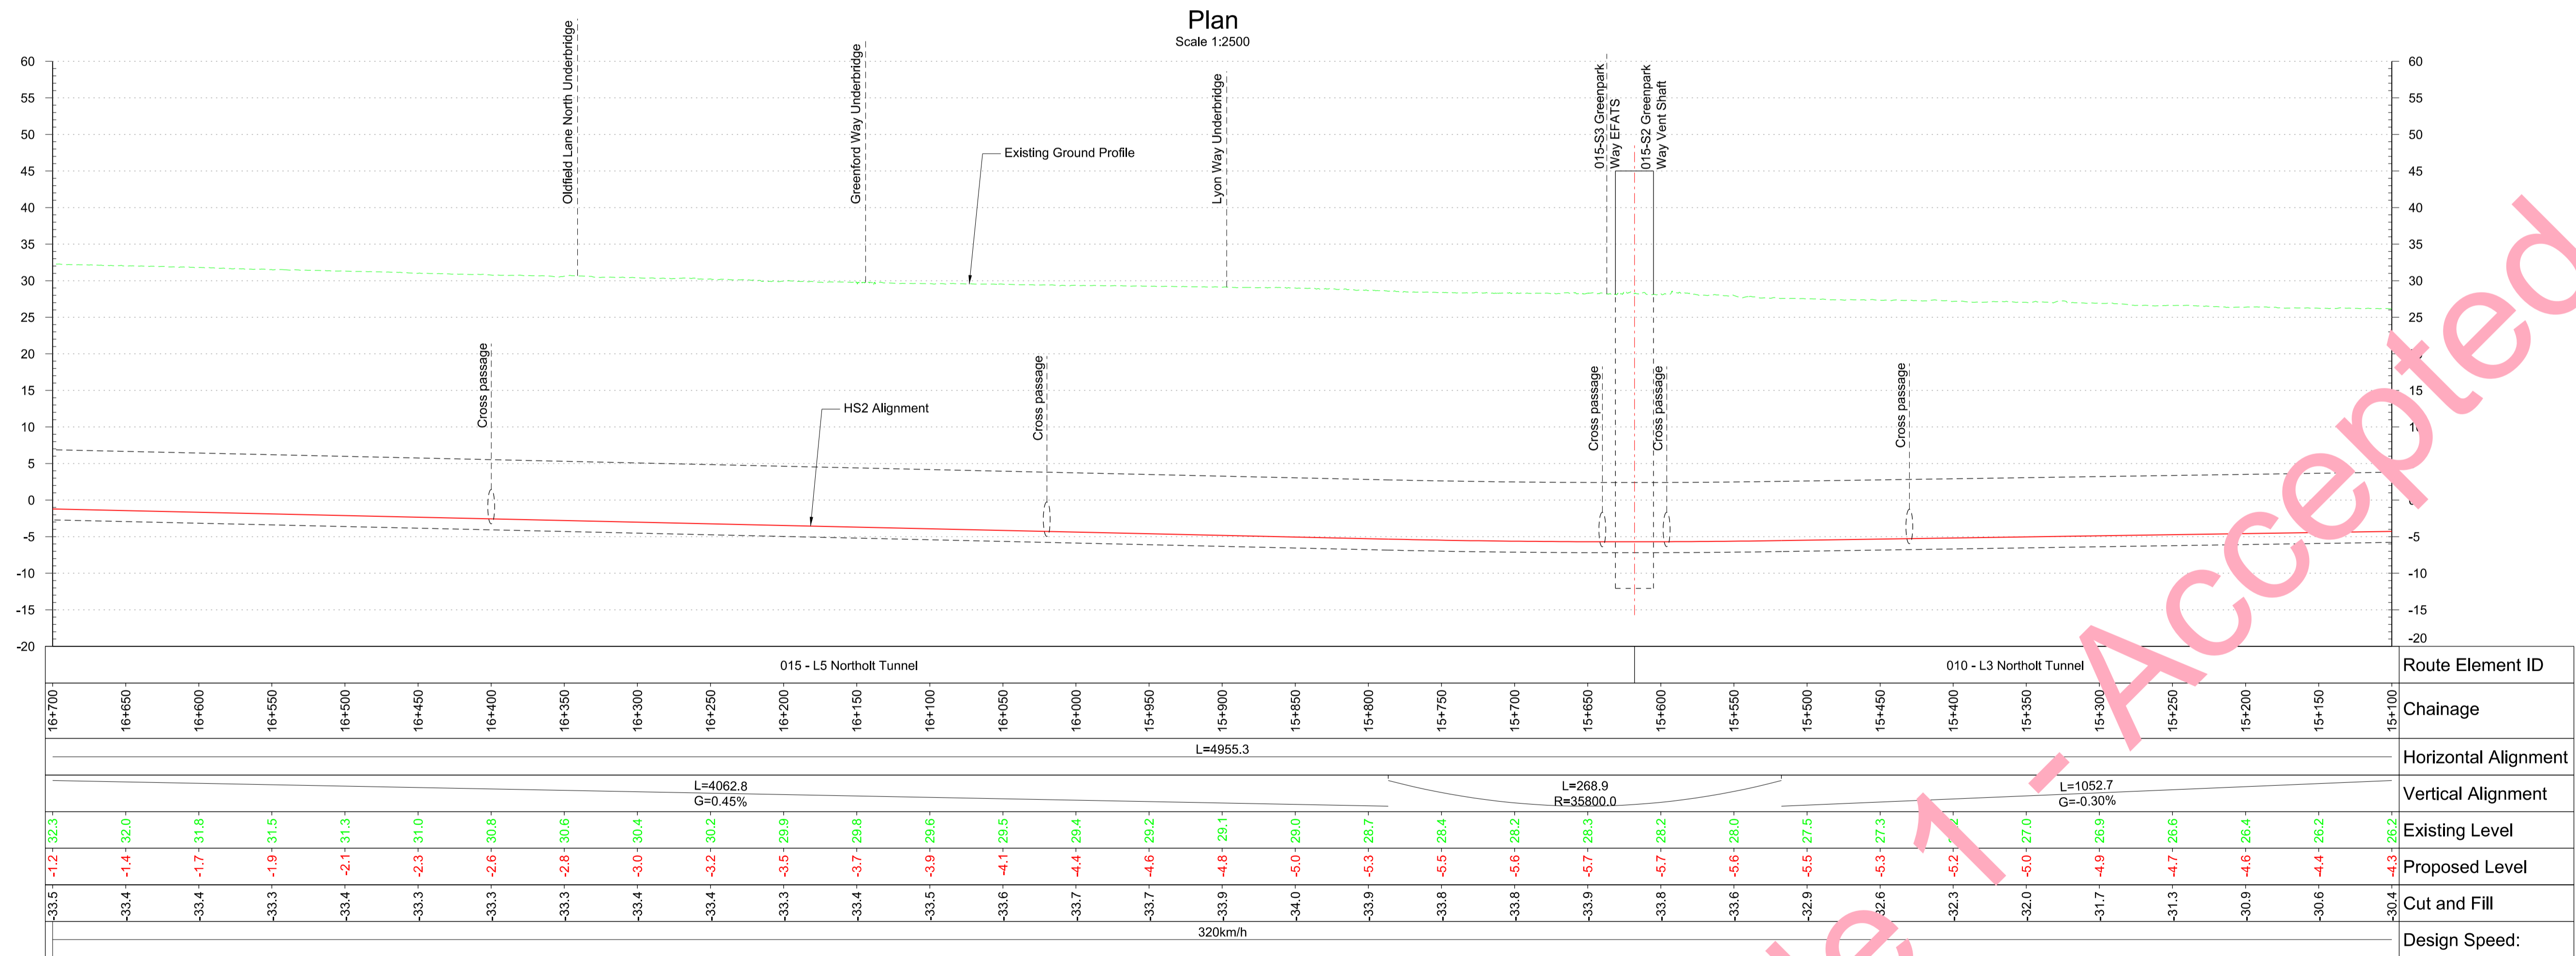 Plan
Scale 1:2500
60
55
50
45
40
35
30
25
20
15
10
5
0
-5
-10
-15
-20
Oldfield Lane North Underbridge
Greenford Way Underbridge
Lyon Way Underbridge
015-S3 Greenpark
Way EFATS
015-S2 Greenpark
Way Vent Shaft
Existing Ground Profile
Cross passage
Cross passage
Cross passage
Cross passage
Cross passage
HS2 Alignment
60
55
50
45
40
35
30
25
15
-5
-10
-15
-20
015 - L5 Northolt Tunnel 010 - L3 Northolt Tunnel Route Element ID
16+700 16+650 16+600 16+550 16+500 16+450 16+400 16+350 16+300 16+250 16+200 16+150 16+100 16+050 16+000 15+950 15+900 15+850 15+800 15+750 15+700 15+650 15+600 15+550 15+500 15+450 15+400 15+350 15+300 15+250 15+200 15+150 15+100 Chainage
L=4955.3 Horizontal Alignment
L=4062.8 L=268.9 L=1052.7
G=0.45% R=35800.0 G=-0.30%
Vertical Alignment
32.3 32.0 31.8 31.5 31.3 31.0 30.8 30.6 30.4 30.2 29.9 29.8 29.6 29.5 29.4 29.2 29.1 29.0 28.7 28.4 28.2 28.3 28.2 28.0 27.5 27.3 27.0 26.9 26.6 26.4 26.2 26.2 Existing Level
-1.2 -1.4 -1.7 -1.9 -2.1 -2.3 -2.6 -2.8 -3.0 -3.2 -3.5 -3.7 -3.9 -4.1 -4.4 -4.6 -4.8 -5.0 -5.3 -5.5 -5.6 -5.7 -5.7 -5.6 -5.5 -5.3 -5.2 -5.0 -4.9 -4.7 -4.6 -4.4 -4.3 Proposed Level
-33.5 -33.4 -33.4 -33.3 -33.4 -33.3 -33.3 -33.3 -33.4 -33.4 -33.3 -33.4 -33.5 -33.6 -33.7 -33.7 -33.9 -34.0 -33.9 -33.8 -33.8 -33.9 -33.8 -33.6 -32.9 -32.6 -32.3 -32.0 -31.7 -31.3 -30.9 -30.6 -30.4 Cut and Fill
320km/h Design Speed:
1 - Accepted